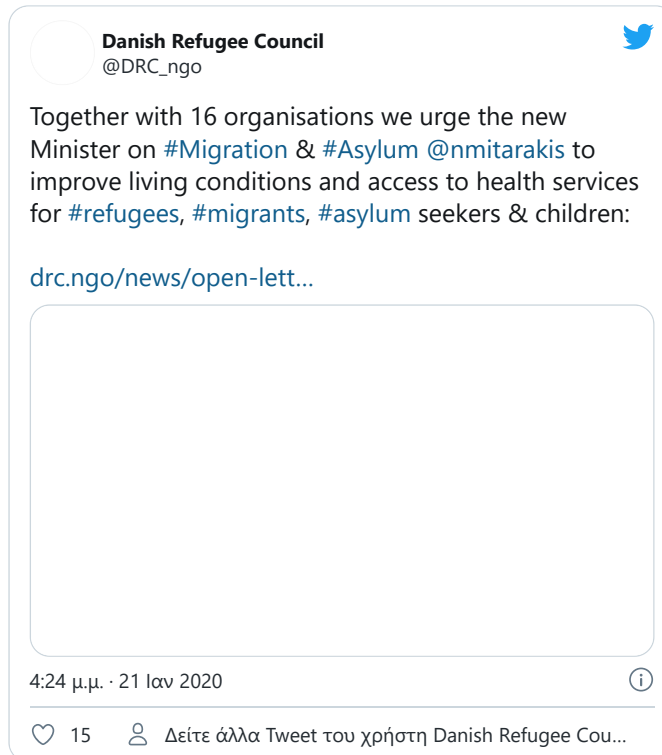 Danish Refugee Council
@DRC_ngo
Together with 16 organisations we urge the new
Minister on #Migration & #Asylum @nmitarakis to
improve living conditions and access to health services
for #refugees, #migrants, #asylum seekers & children:
drc.ngo/news/open-lett...
4:24 μ.μ. · 21 Ιαν 2020
15
Δείτε άλλα Tweet του χρήστη Danish Refugee Cou...